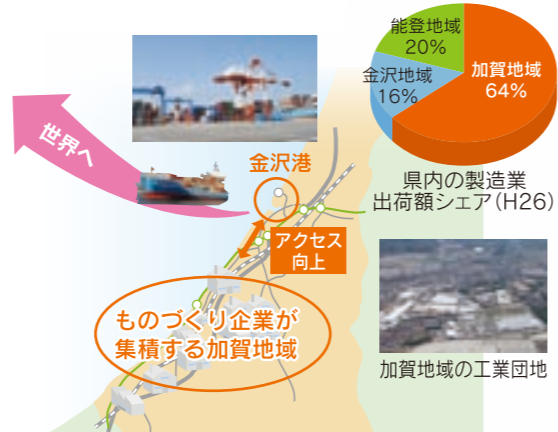 能登地域
20%
加賀地域
64%
金沢地域
16%
県内の製造業
出荷額シェア(H26)
世界へ
金沢港
アクセス
向上
ものづくり企業が
集積する加賀地域
加賀地域の工業団地